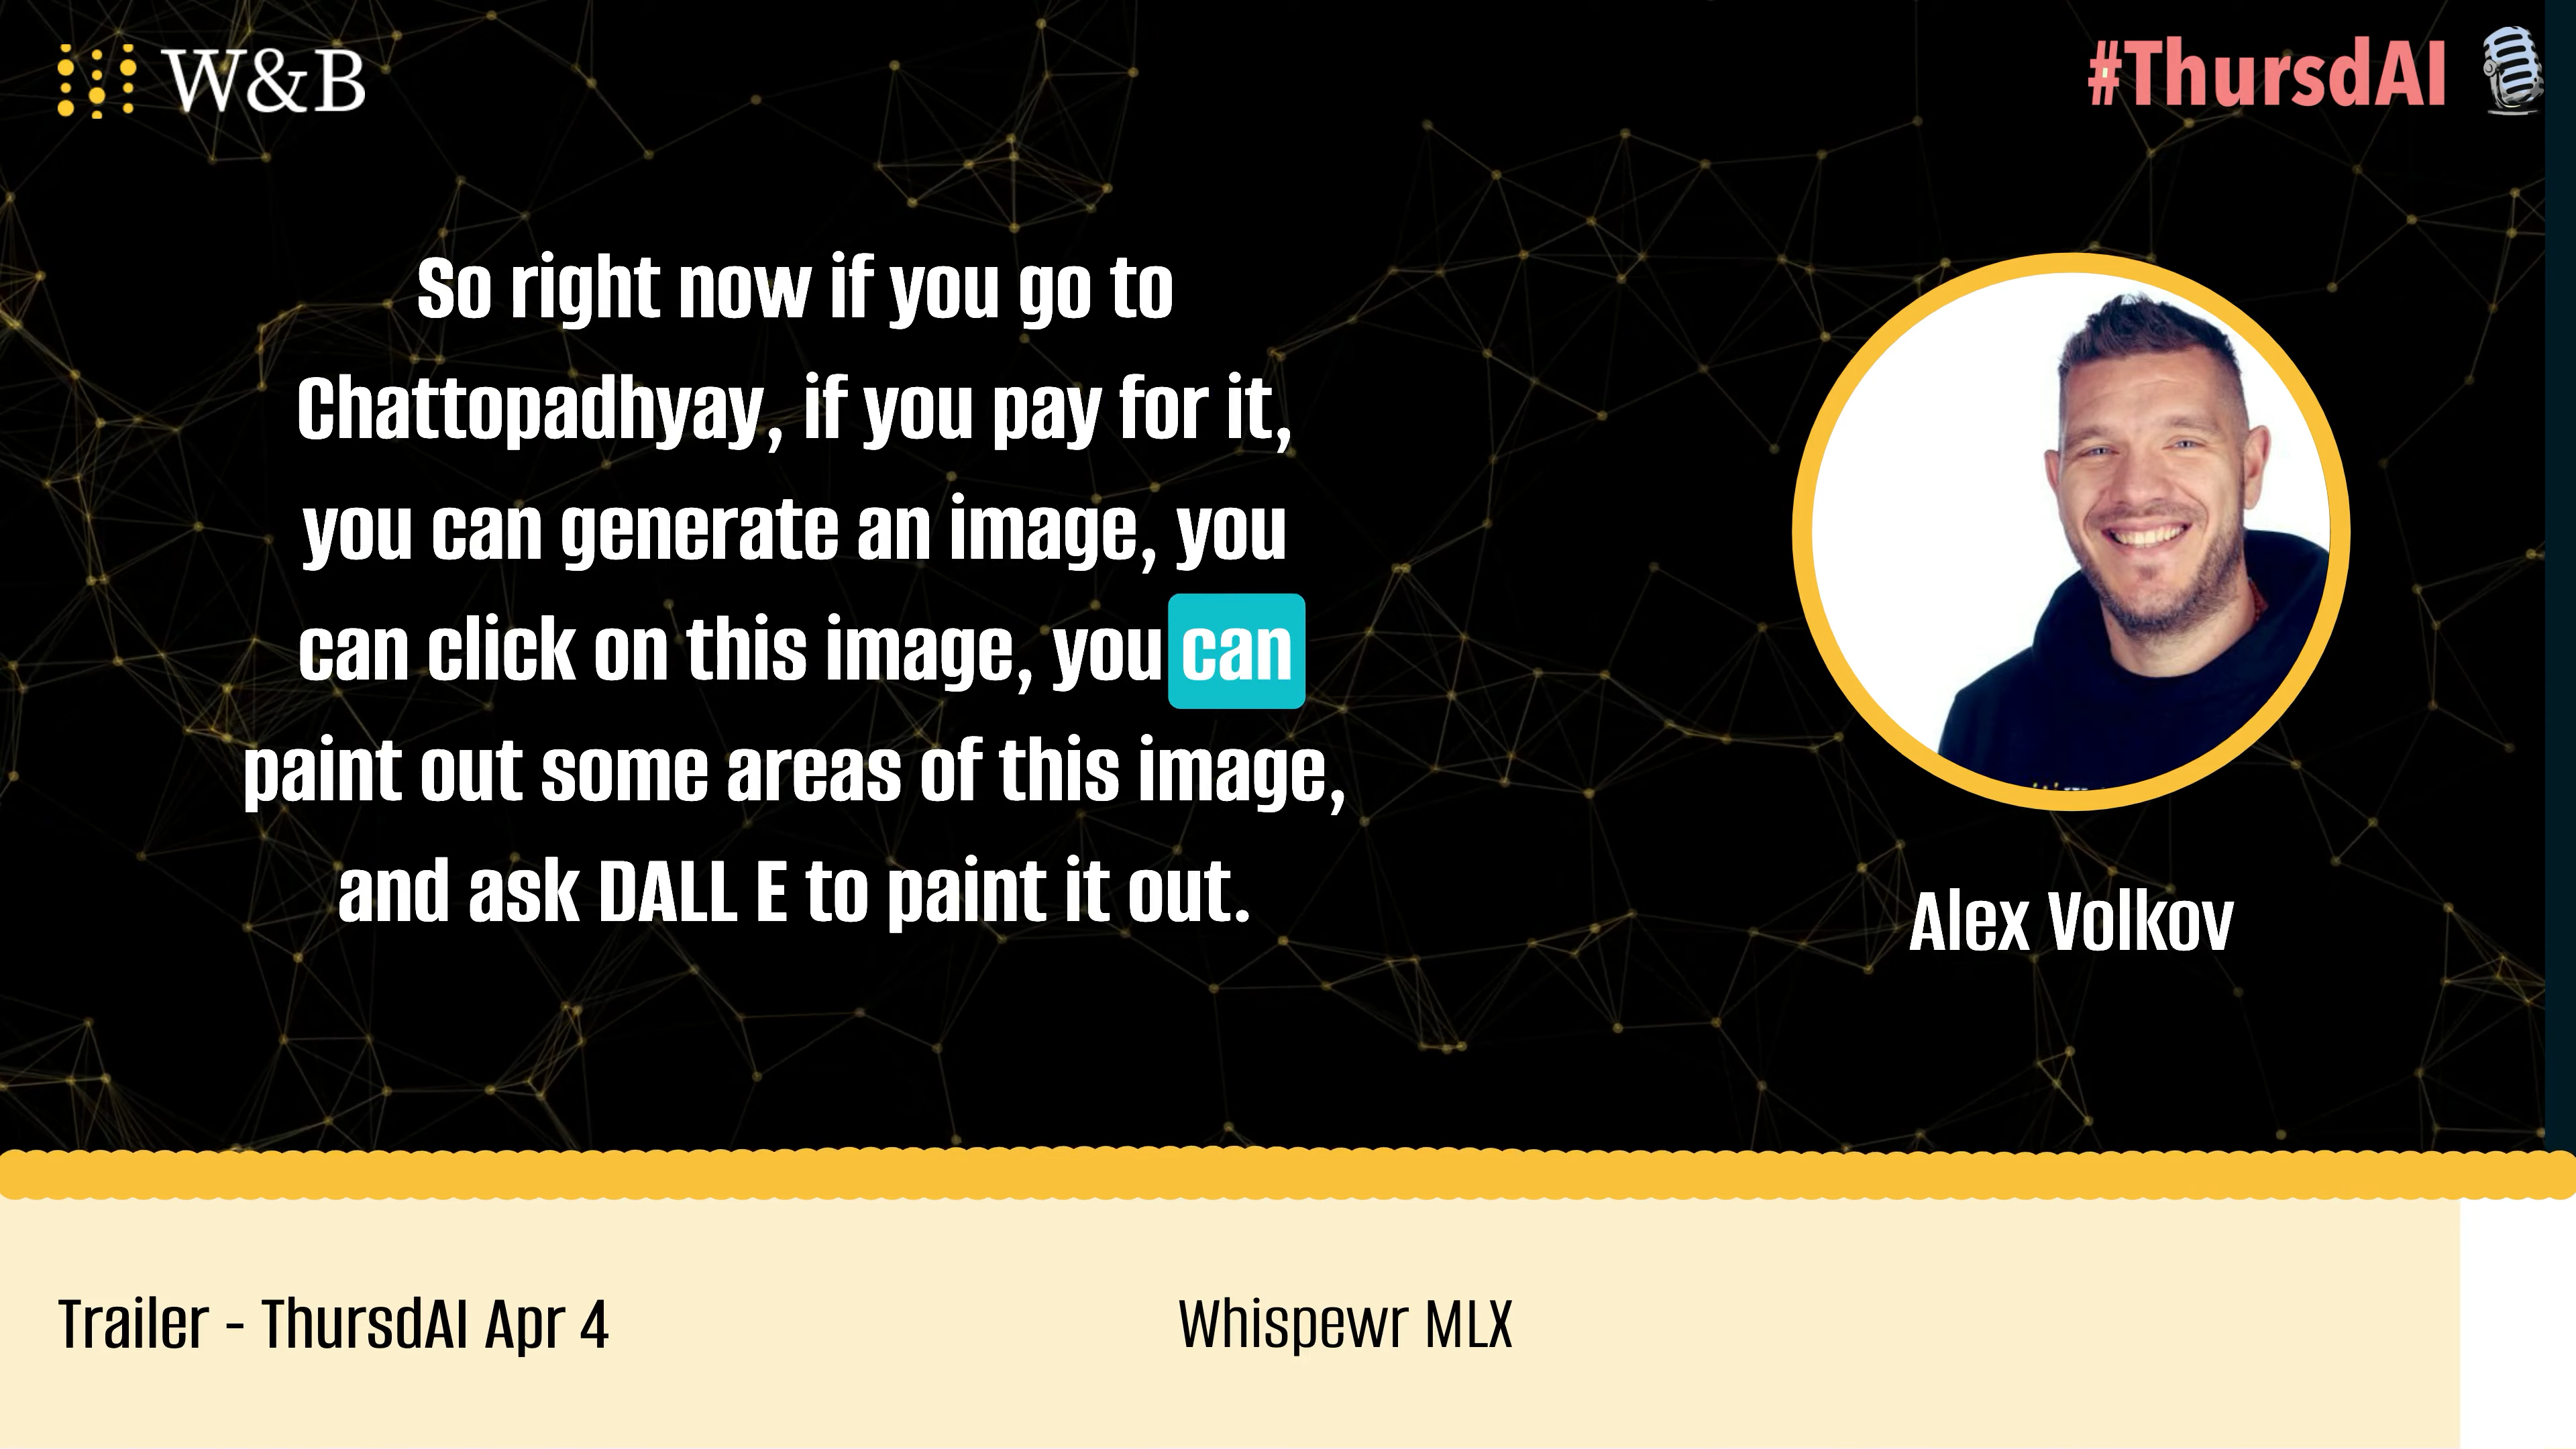 W&B
#ThursdAI
So right now if you go to
Chattopadhyay, if you pay for it,
you can generate an image, you
can click on this image, you can
paint out some areas of this image,
and ask DALL E to paint it out.
Alex Volkov
Trailer - ThursdAI Apr 4
Whispewr MLX